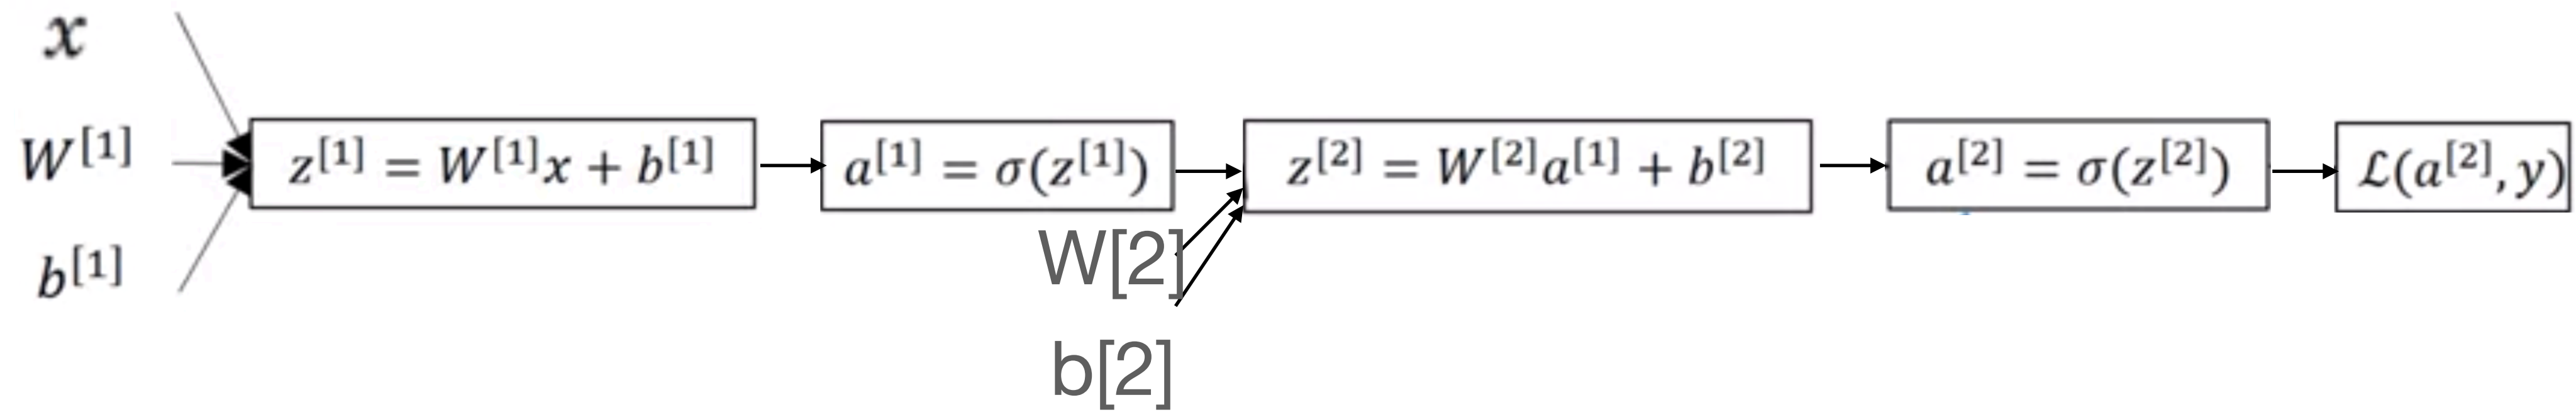 x
W^[1]
b^[1]
z^[1] = W^[1]x + b^[1]
a^[1] = σ(z^[1])
W[2]
b[2]
z^[2] = W^[2]a^[1] + b^[2]
a^[2] = σ(z^[2])
ℒ(a^[2], y)